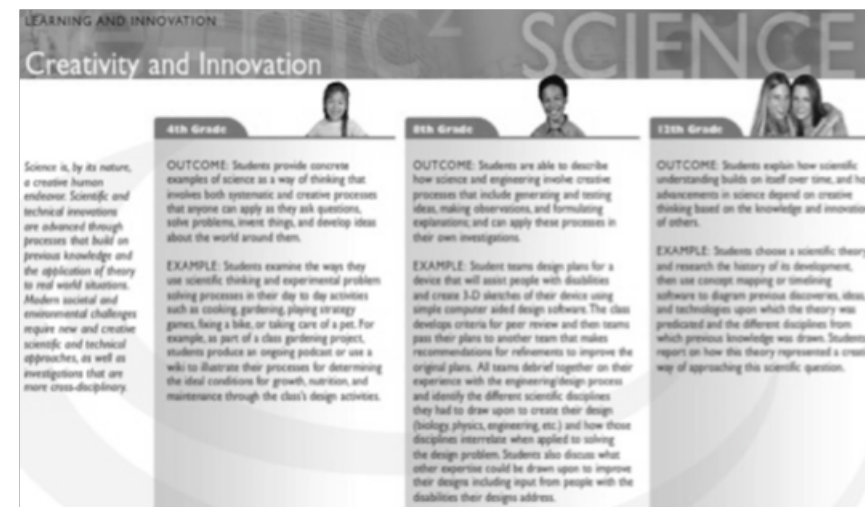 LEARNING AND INNOVATION
SCIENCE
Creativity and Innovation
4th Grade
8th Grade
12th Grade
Science is, by its nature,
a creative human
endeavor. Scientific and
technical innovations
are advanced through
processes that build on
previous knowledge and
the application of theory
to real world situations.
Modern societal and
environmental challenges
require new and creative
scientific and technical
approaches, as well as
investigations that are
more cross-disciplinary.
OUTCOME: Students provide concrete
examples of science as a way of thinking that
involves both systematic and creative processes
that anyone can apply as they ask questions,
solve problems, invent things, and develop ideas
about the world around them.
EXAMPLE: Students examine the ways they
use scientific thinking and experimental problem
solving processes in their day to day activities
such as cooking, gardening, playing strategy
games, fixing a bike, or taking care of a pet. For
example, as part of a class gardening project,
students produce an ongoing podcast or use a
wiki to illustrate their processes for determining
the ideal conditions for growth, nutrition, and
maintenance through the class's design activities.
OUTCOME: Students are able to describe
how science and engineering involve creative
processes that include generating and testing
ideas, making observations, and formulating
explanations; and can apply these processes in
their own investigations.
EXAMPLE: Student teams design plans for a
device that will assist people with disabilities
and create 3-D sketches of their device using
simple computer aided design software. The class
develops criteria for peer review and then teams
pass their plans to another team that makes
recommendations for refinements to improve the
original plans. All teams debrief together on their
experience with the engineering/design process
and identify the different scientific disciplines
they had to draw upon to create their design
(biology, physics, engineering, etc.) and how those
disciplines interrelate when applied to solving
the design problem. Students also discuss what
other expertise could be drawn upon to improve
their designs including input from people with the
disabilities their designs address.
OUTCOME: Students explain how scientific
understanding builds on itself over time, and
advancements in science depend on creative
thinking based on the knowledge and
of others.
EXAMPLE: Students choose a scientific theory
and research the history of its development,
then use concept mapping or timelining
software to diagram previous discoveries, ideas
and technologies upon which the theory was
predicated and the different disciplines from
which previous knowledge was drawn. Students
report on how this theory represented a
way of approaching this scientific question.